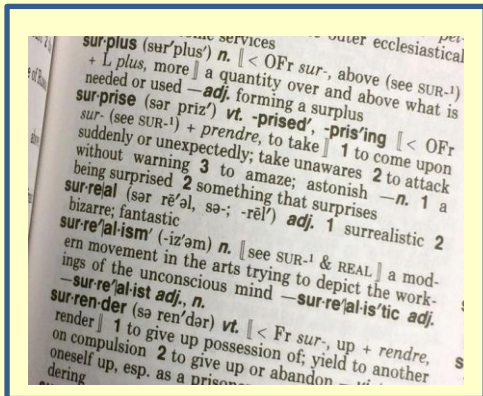 services
outer ecclesiastical
sur·plus (sur′plus′) n. ⟦< OFr sur-, above (see SUR-¹)
+ L plus, more⟧ a quantity over and above what is
needed or used —adj. forming a surplus
sur·prise (sər prīz′) vt. -prised′, -pris′ing ⟦< OFr
sur- (see SUR-¹) + prendre, to take⟧ 1 to come upon
suddenly or unexpectedly; take unawares 2 to attack
without warning 3 to amaze; astonish —n. 1 a
being surprised 2 something that surprises
sur·re|al (sər rē′əl, sə-; -rēl′) adj. 1 surrealistic 2
bizarre; fantastic
sur·re′|al·ism′ (-iz′əm) n. ⟦see SUR-¹ & REAL⟧ a mod-
ern movement in the arts trying to depict the work-
ings of the unconscious mind —sur·re′|al·ist adj., n.
—sur·re′|al·is′tic adj.
sur·ren·der (sə ren′dər) vt. ⟦< Fr sur-, up + rendre,
render⟧ 1 to give up possession of; yield to another
on compulsion 2 to give up or abandon
oneself up, esp. as a prisoner
dering